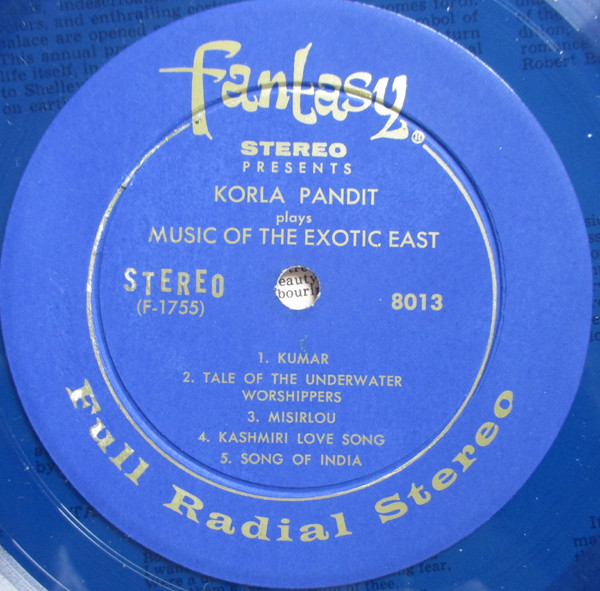 fantasy
STEREO
PRESENTS
KORLA PANDIT
plays
MUSIC OF THE EXOTIC EAST
STEREO
(F-1755)
8013
1. KUMAR
2. TALE OF THE UNDERWATER
WORSHIPPERS
3. MISIRLOU
4. KASHMIRI LOVE SONG
5. SONG OF INDIA
Full Radial Stereo